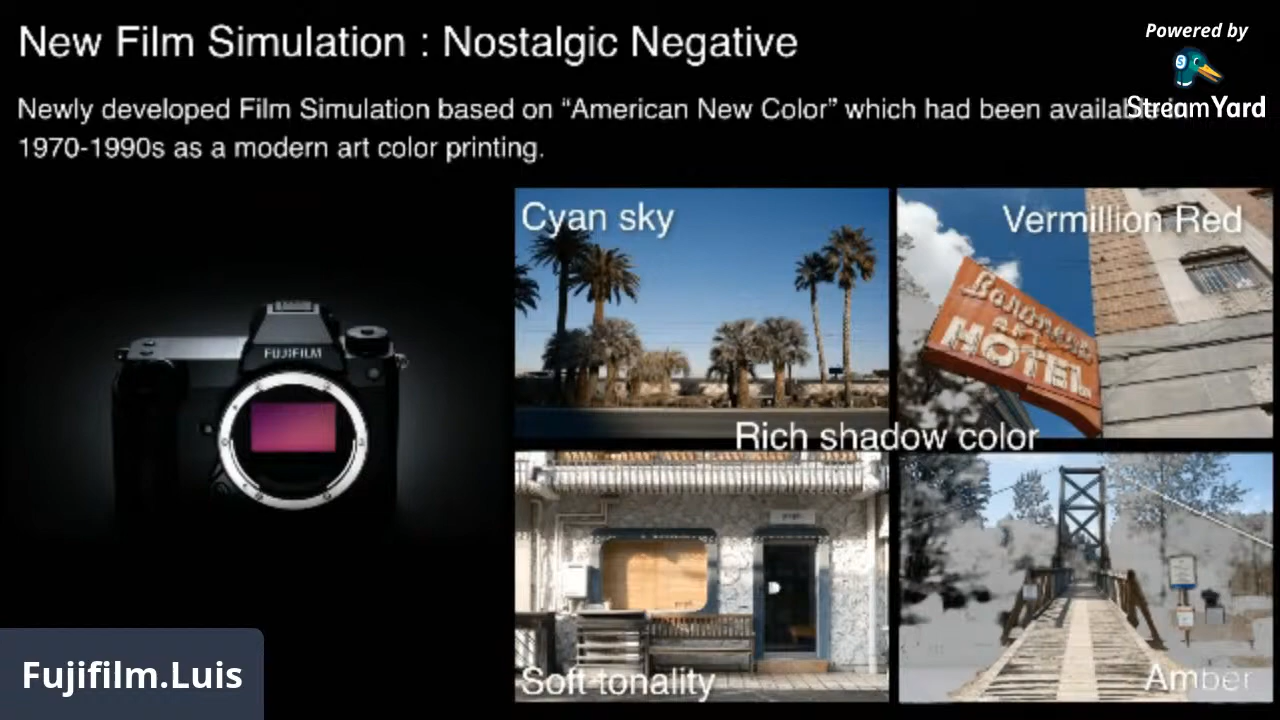 New Film Simulation : Nostalgic Negative
Powered by
StreamYard
Newly developed Film Simulation based on “American New Color” which had been available in
1970-1990s as a modern art color printing.
Cyan sky
Vermillion Red
MOTEL
FUJIFILM
Rich shadow color
Soft tonality
Amber
Fujifilm.Luis